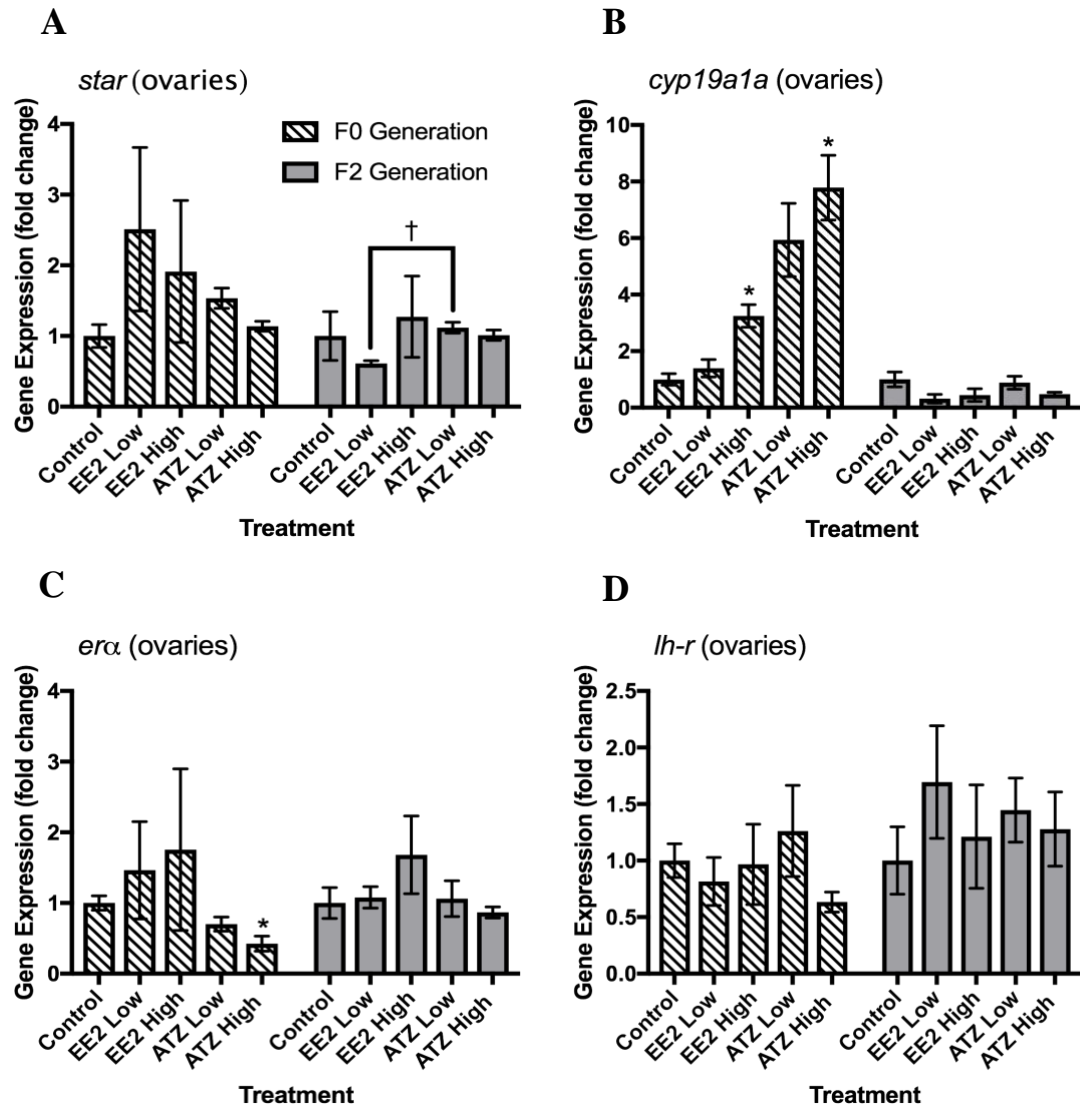 A
star (ovaries)
Gene Expression (fold change)
4
3
2
1
0
F0 Generation
F2 Generation
†
Control
EE2 Low
EE2 High
ATZ Low
ATZ High
Control
EE2 Low
EE2 High
ATZ Low
ATZ High
Treatment
B
cyp19a1a (ovaries)
Gene Expression (fold change)
10
8
6
4
2
0
*
*
Control
EE2 Low
EE2 High
ATZ Low
ATZ High
Control
EE2 Low
EE2 High
ATZ Low
ATZ High
Treatment
C
erα (ovaries)
Gene Expression (fold change)
4
3
2
1
0
*
Control
EE2 Low
EE2 High
ATZ Low
ATZ High
Control
EE2 Low
EE2 High
ATZ Low
ATZ High
Treatment
D
lh-r (ovaries)
Gene Expression (fold change)
2.5
2.0
1.5
1.0
0.5
0.0
Control
EE2 Low
EE2 High
ATZ Low
ATZ High
Control
EE2 Low
EE2 High
ATZ Low
ATZ High
Treatment